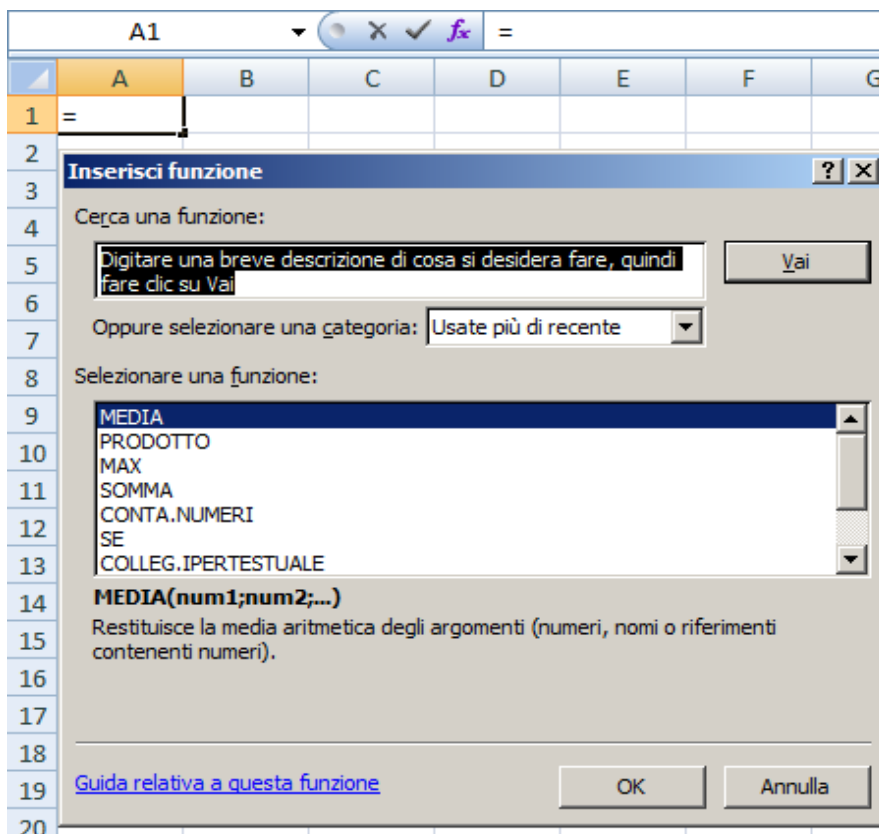 A1 fx =
A B C D E F G
1 =
2
Inserisci funzione ? X
3
Cerca una funzione:
4
5
Digitare una breve descrizione di cosa si desidera fare, quindi
fare clic su Vai
Vai
6
Oppure selezionare una categoria: Usate più di recente
7
8 Selezionare una funzione:
9 MEDIA
10 PRODOTTO
MAX
11 SOMMA
CONTA.NUMERI
12 SE
13 COLLEG.IPERTESTUALE
14 MEDIA(num1;num2;...)
15 Restituisce la media aritmetica degli argomenti (numeri, nomi o riferimenti
contenenti numeri).
16
17
18
19 Guida relativa a questa funzione OK Annulla
20